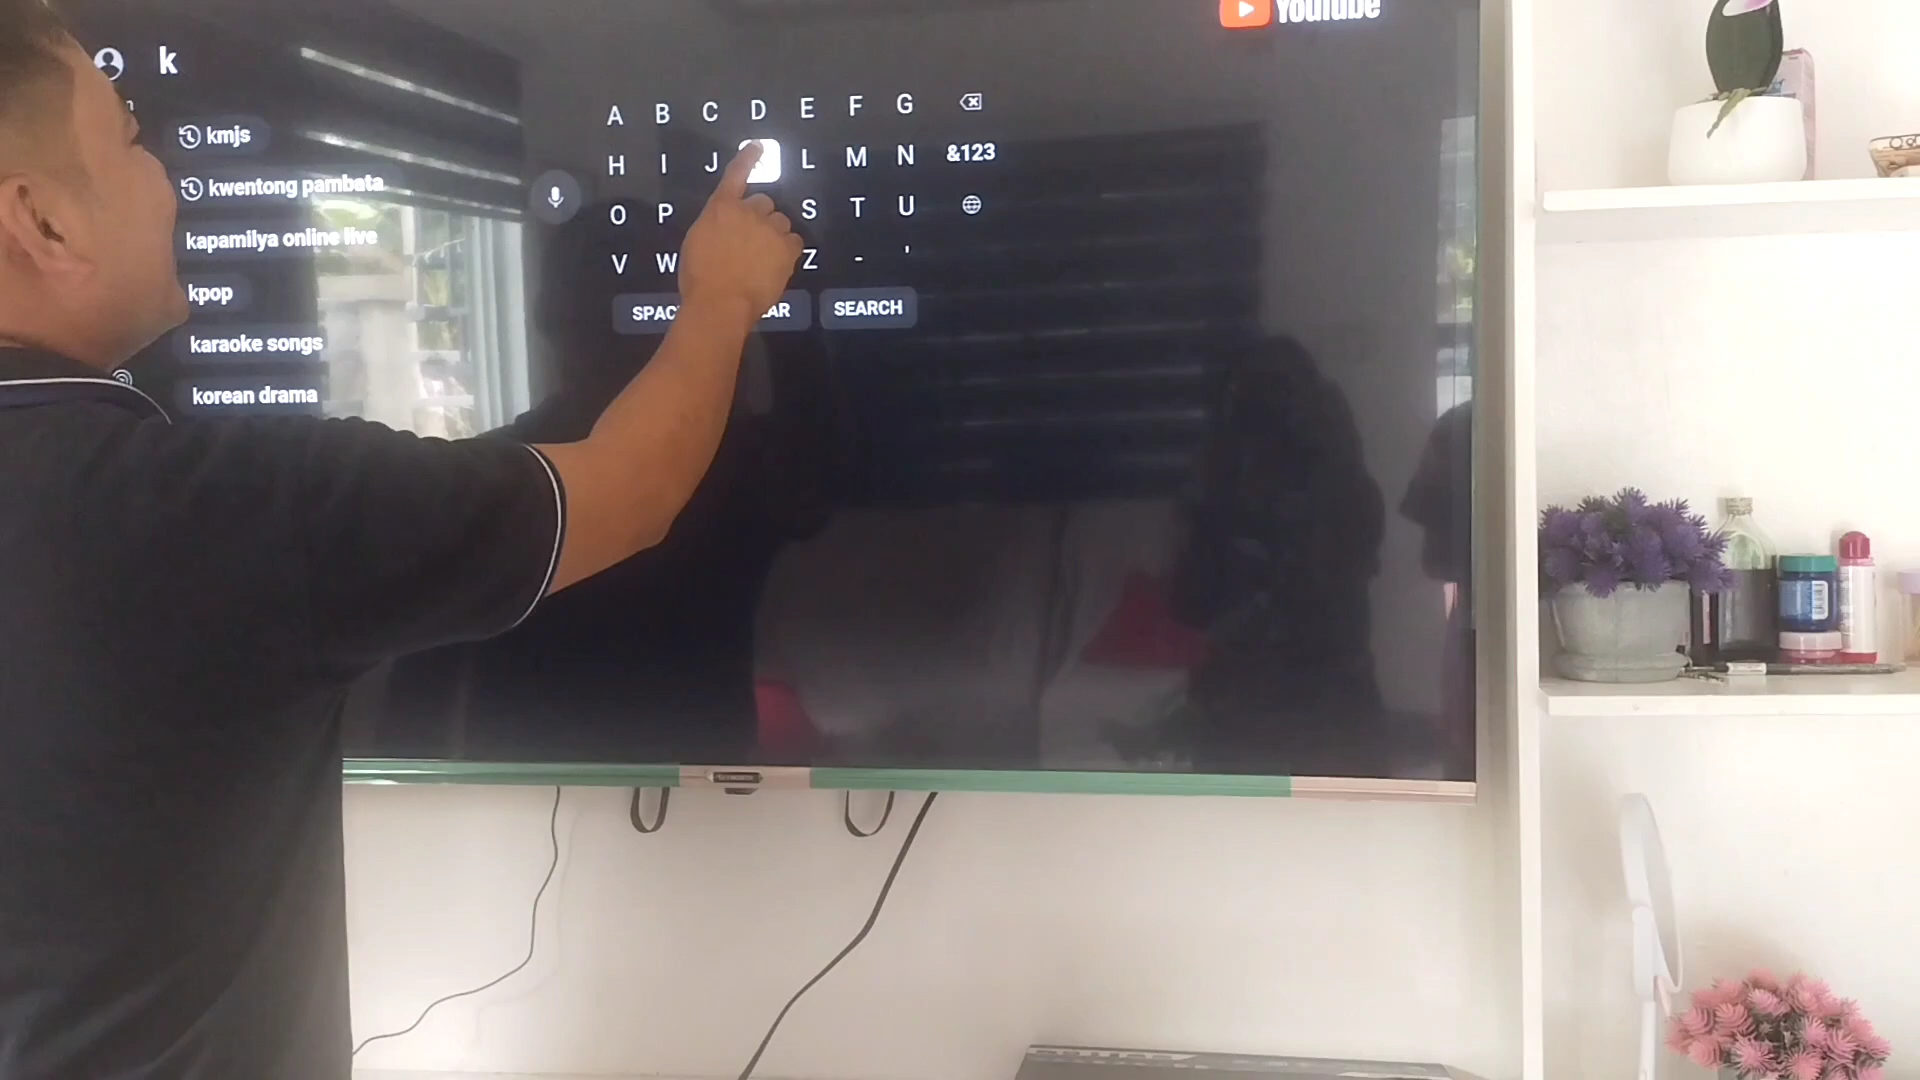 YouTube
k
kmjs
kwentong pambata
kapamilya online live
kpop
karaoke songs
korean drama
A B C D E F G
H I J L M N &123
O P S T U
V W Z - '
SEARCH